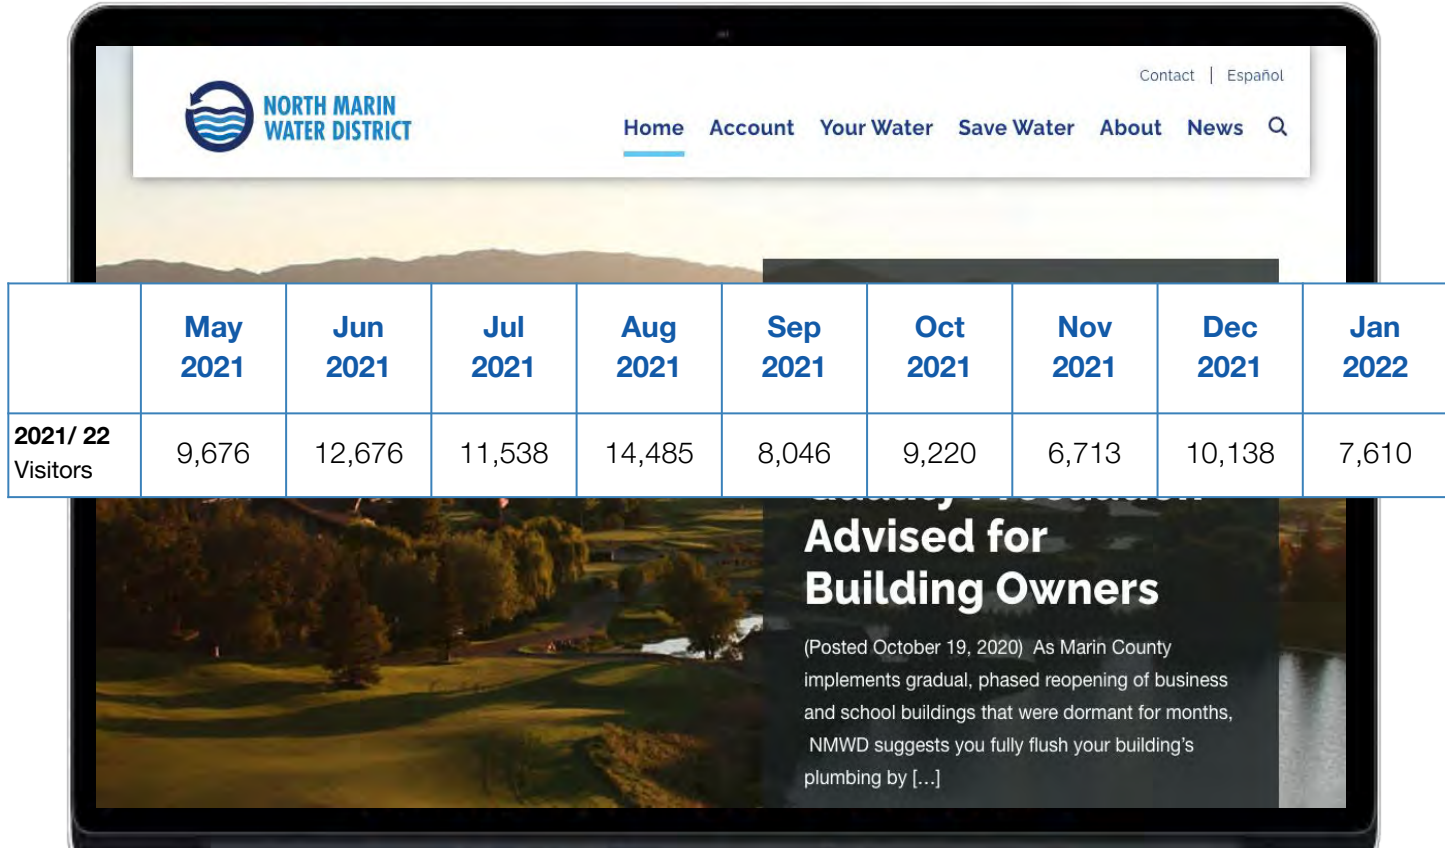 Contact | Español
NORTH MARIN
WATER DISTRICT
Home Account Your Water Save Water About News
May 2021 Jun 2021 Jul 2021 Aug 2021 Sep 2021 Oct 2021 Nov 2021 Dec 2021 Jan 2022
2021/ 22
Visitors
9,676 12,676 11,538 14,485 8,046 9,220 6,713 10,138 7,610
Advised for
Building Owners
(Posted October 19, 2020) As Marin County
implements gradual, phased reopening of business
and school buildings that were dormant for months,
NMWD suggests you fully flush your building's
plumbing by [...]